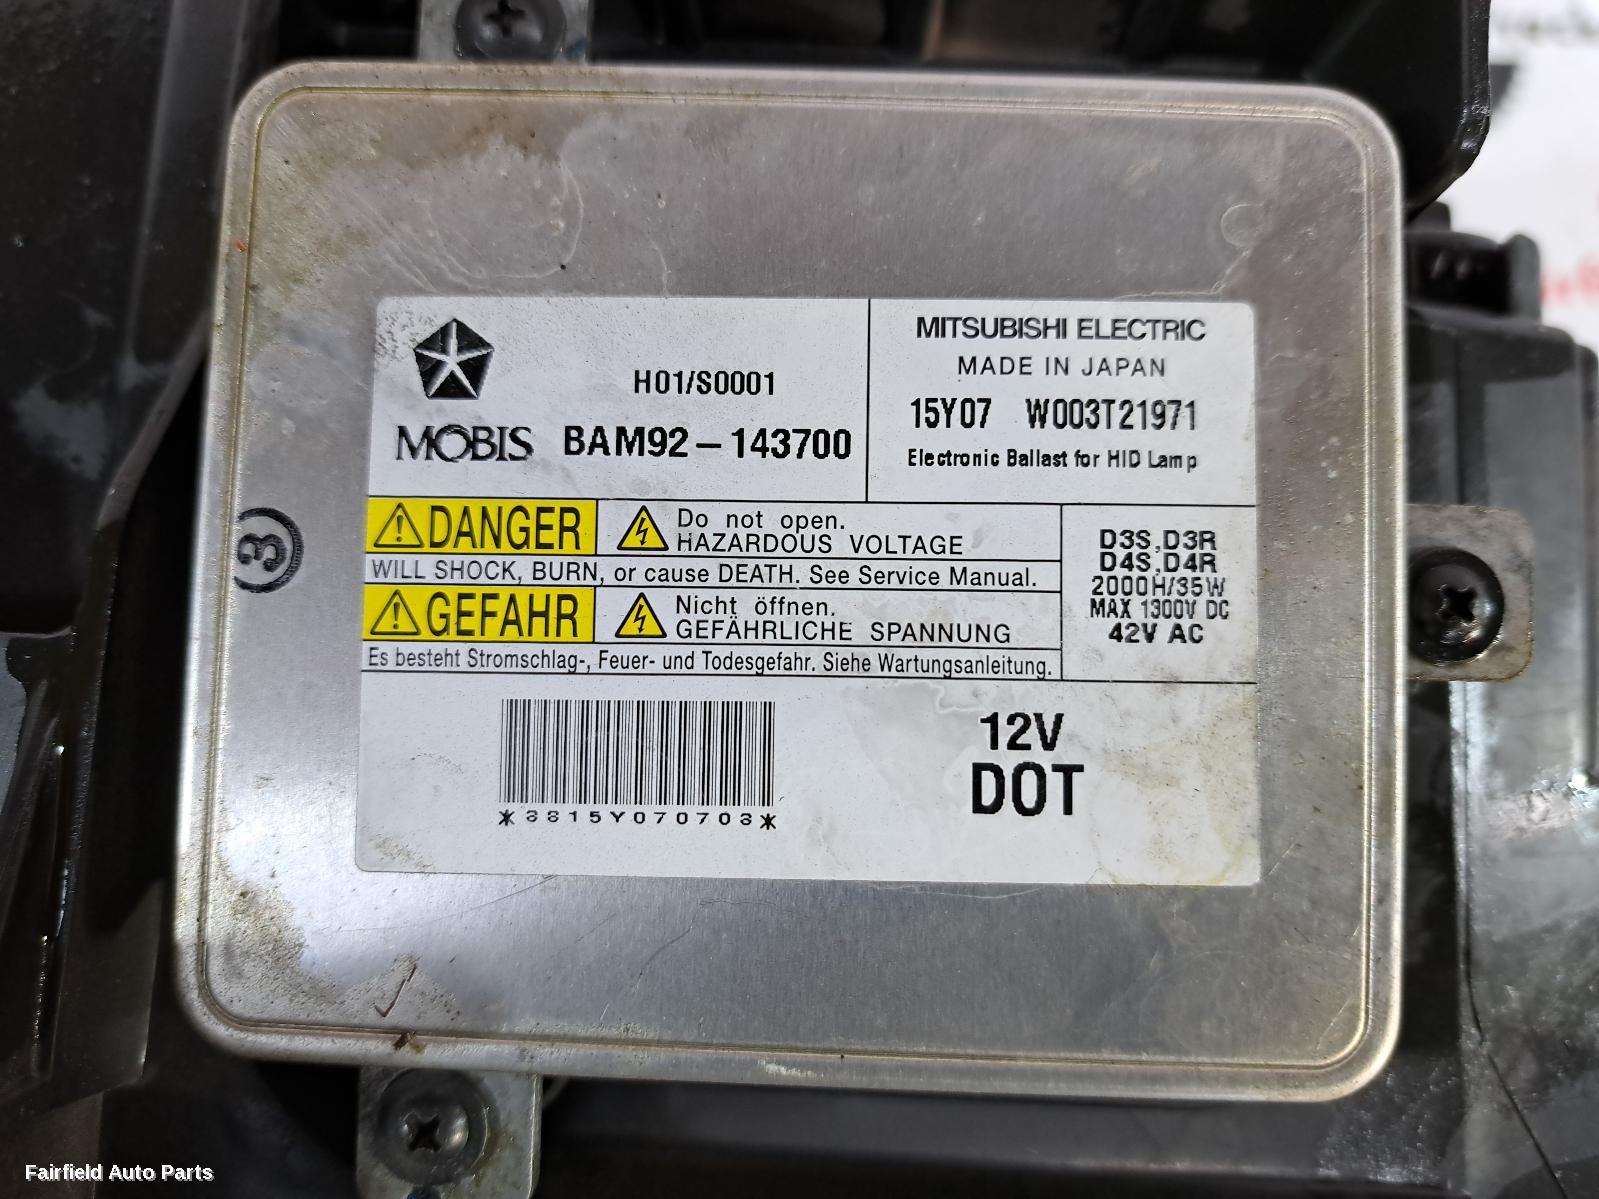 H01/S0001
MOBIS BAM92-143700
MITSUBISHI ELECTRIC
MADE IN JAPAN
15Y07 W003T21971
Electronic Ballast for HID Lamp
DANGER
Do not open.
HAZARDOUS VOLTAGE
WILL SHOCK, BURN, or cause DEATH. See Service Manual.
GEFAHR
Nicht öffnen.
GEFÄHRLICHE SPANNUNG
Es besteht Stromschlag-, Feuer- und Todesgefahr. Siehe Wartungsanleitung.
D3S,D3R
D4S,D4R
2000H/35W
MAX 1300V DC
42V AC
*3815Y070703*
12V
DOT
3
Fairfield Auto Parts